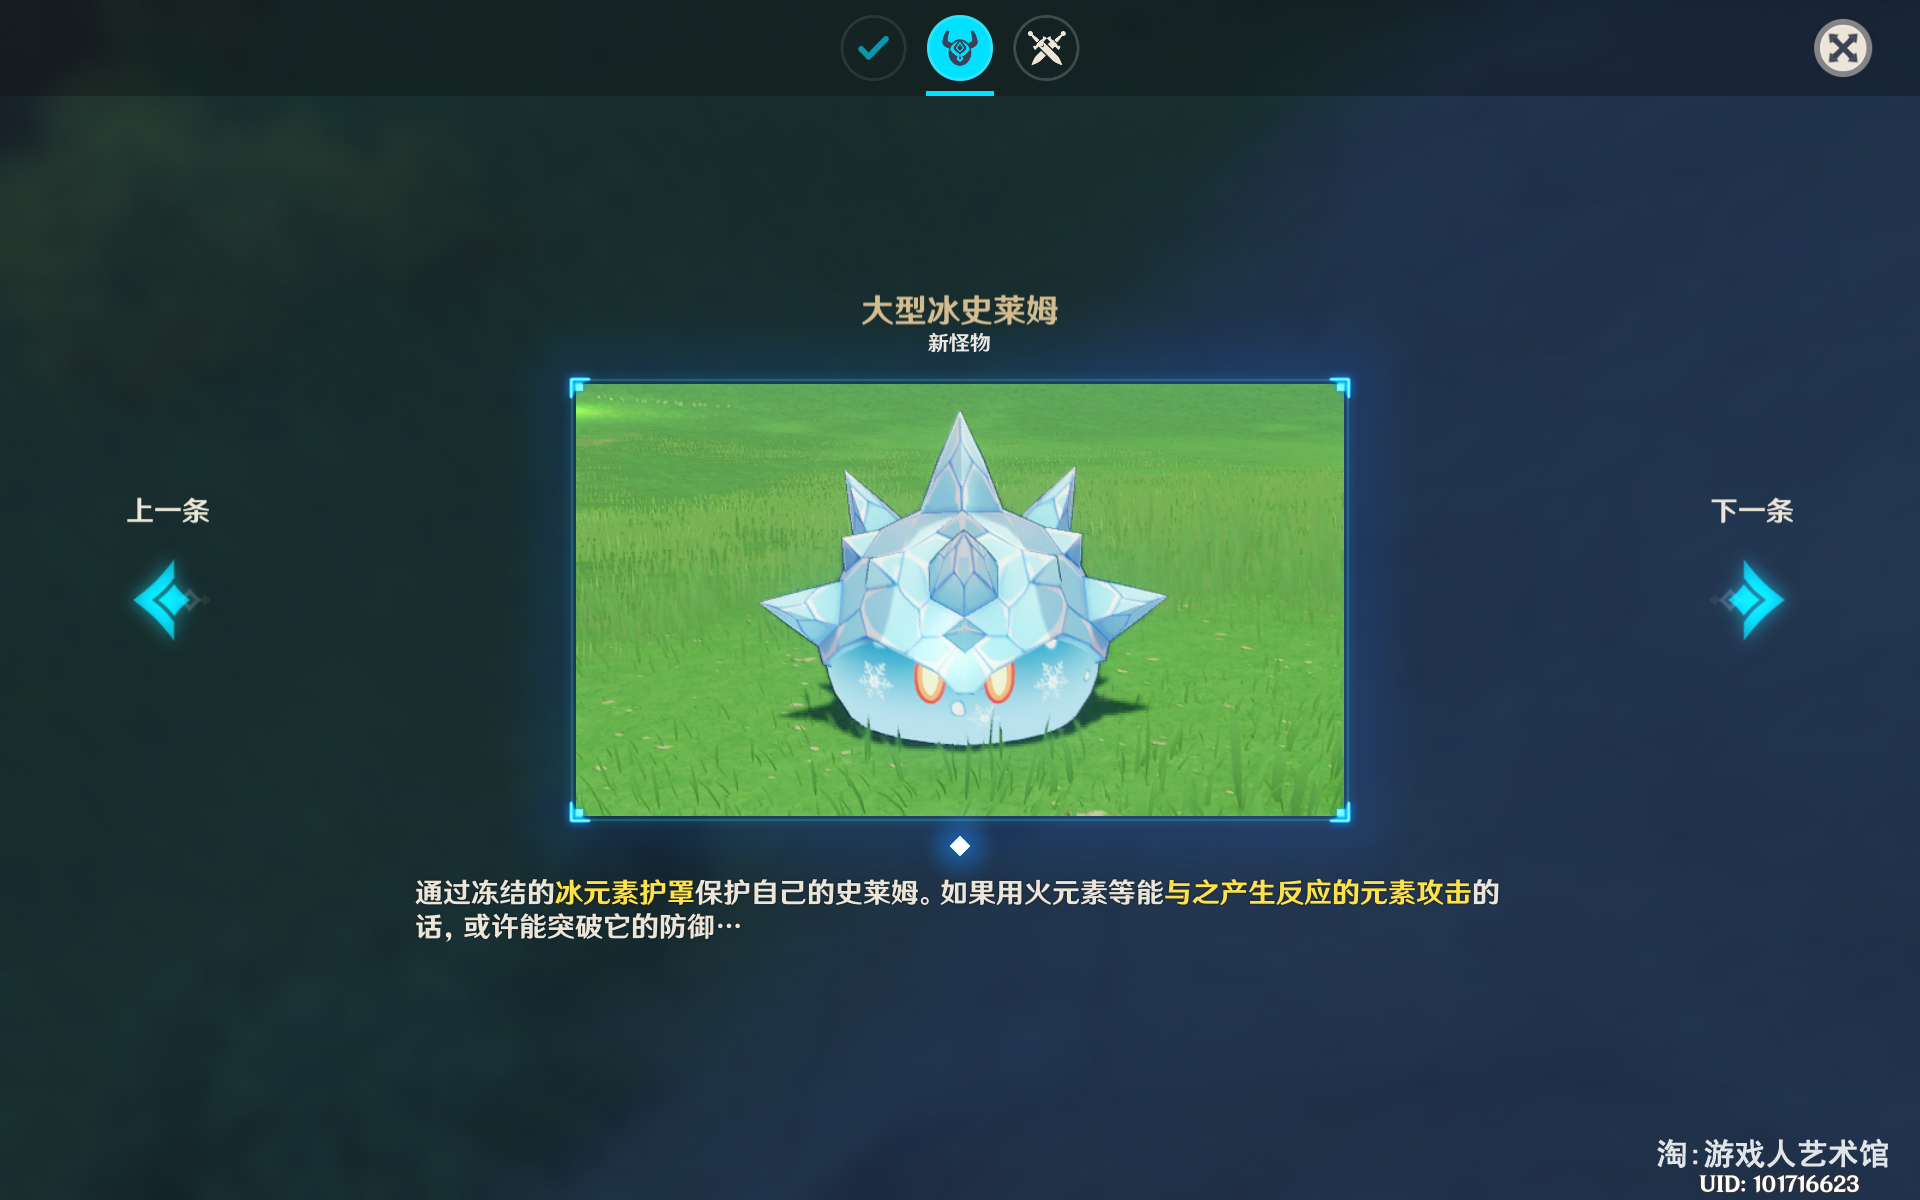 大型冰史莱姆
新怪物
上一条
下一条
通过冻结的冰元素护罩保护自己的史莱姆。如果用火元素等能与之产生反应的元素攻击的
话，或许能突破它的防御…
淘:游戏人艺术馆
UID: 101716623